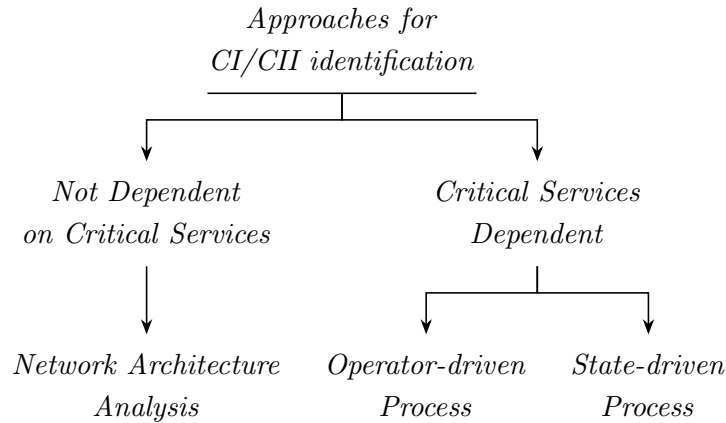 Approaches for
CI/CII identification
Not Dependent
on Critical Services
Critical Services
Dependent
Network Architecture
Analysis
Operator-driven
Process
State-driven
Process